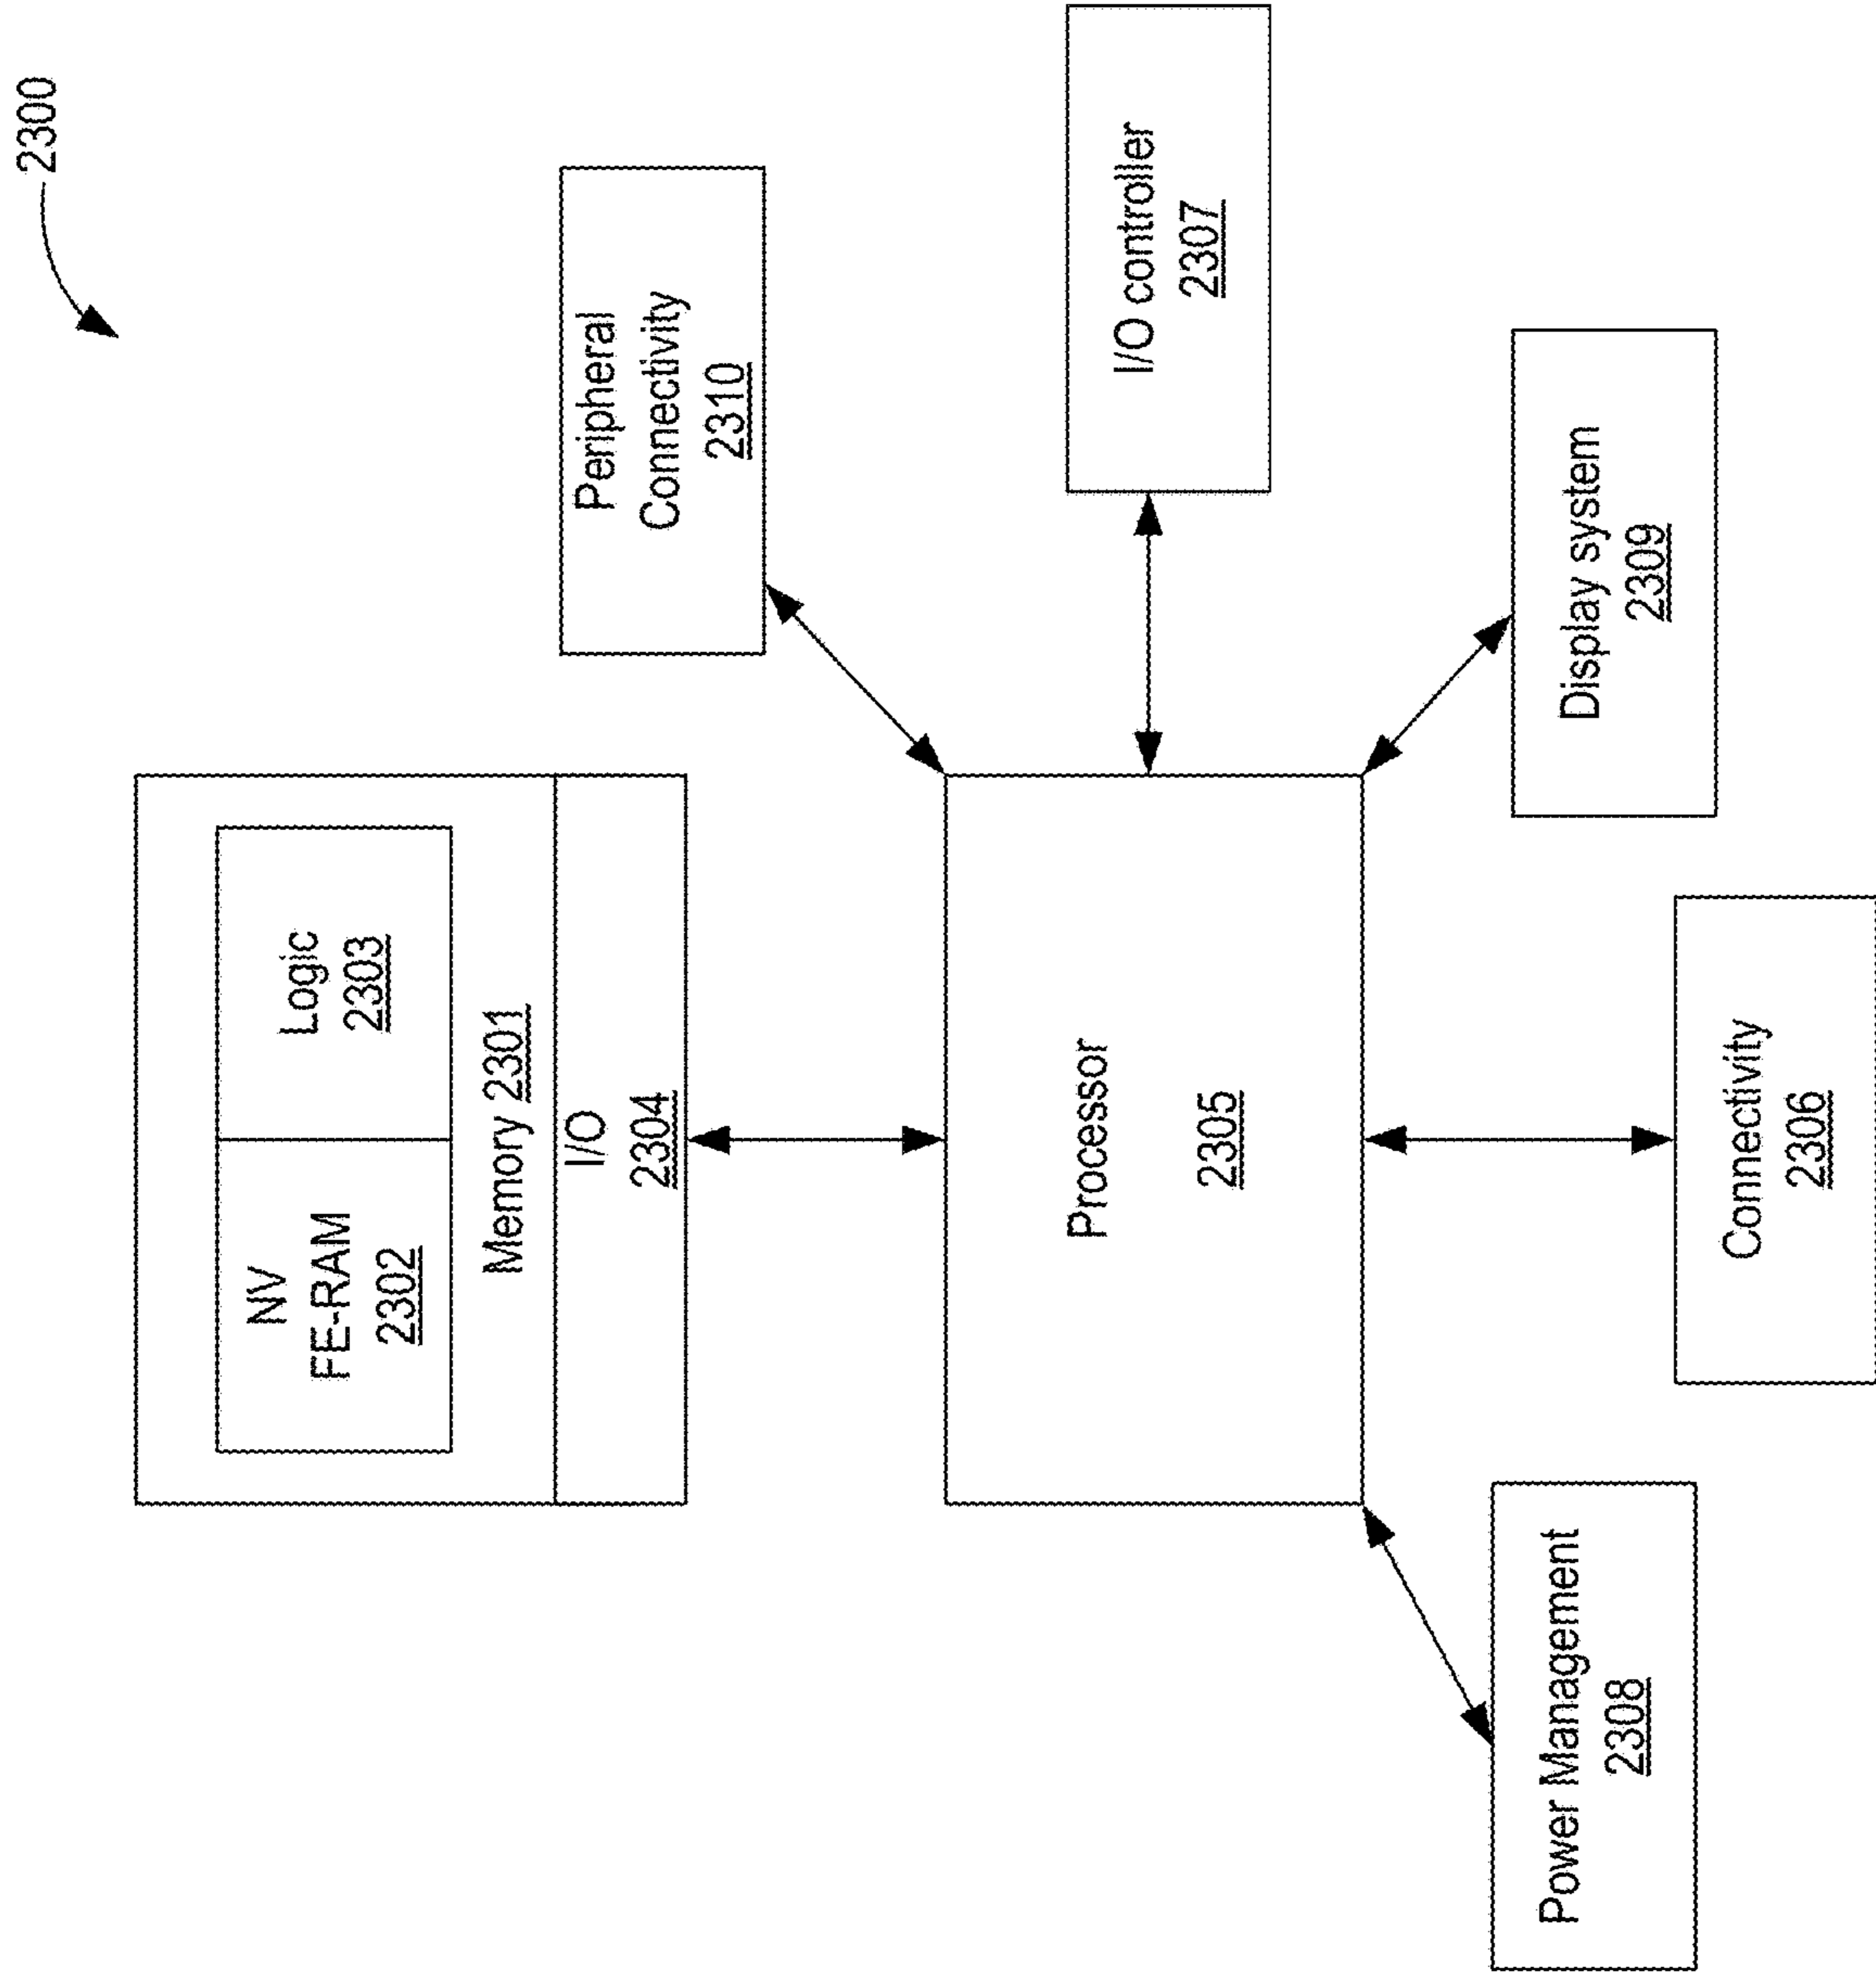 2300
NV
FE-RAM
2302
Logic
2303
Memory 2301
I/O
2304
Peripheral
Connectivity
2310
Processor
2305
I/O controller
2307
Power Management
2308
Connectivity
2306
Display system
2309